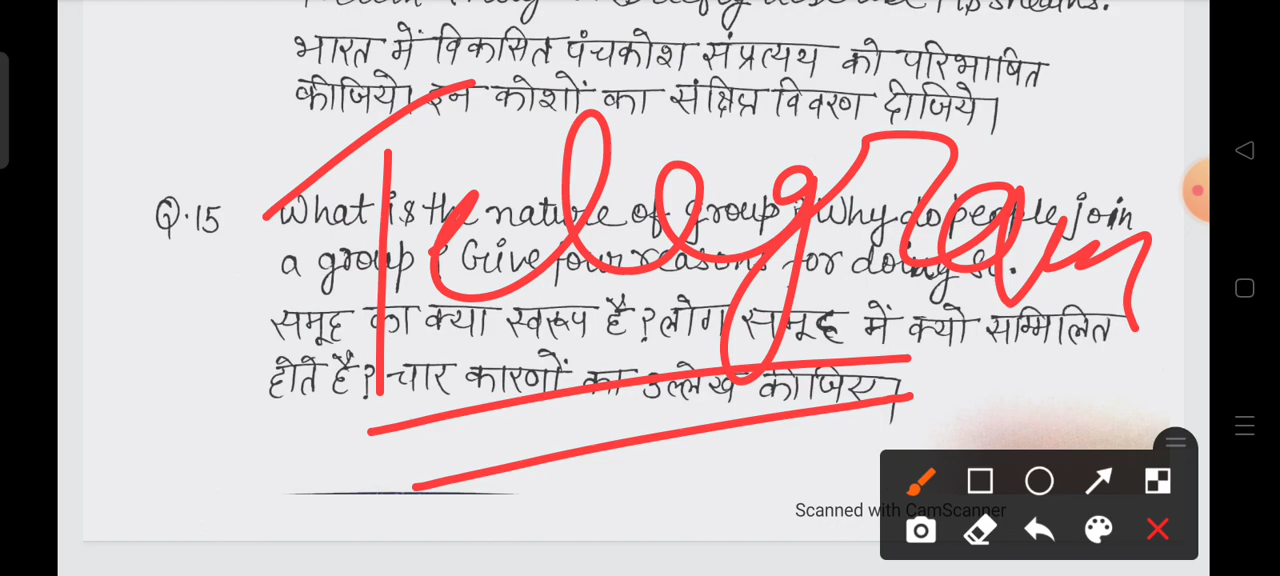 भारत में विकसित पंचकोश संप्रत्यथ को परिभाषित
कीजिये। इन कोशों का संक्षिप्त विवरण दीजिये।
Q.15 What is the nature of group? Why do people join
a group? Give four reasons for doing so.
समूह का क्या स्वरूप है? लोग समूह में क्यों सम्मिलित
होते हैं? चार कारणों का उल्लेख कीजिए।
Telegram
Scanned with CamScanner